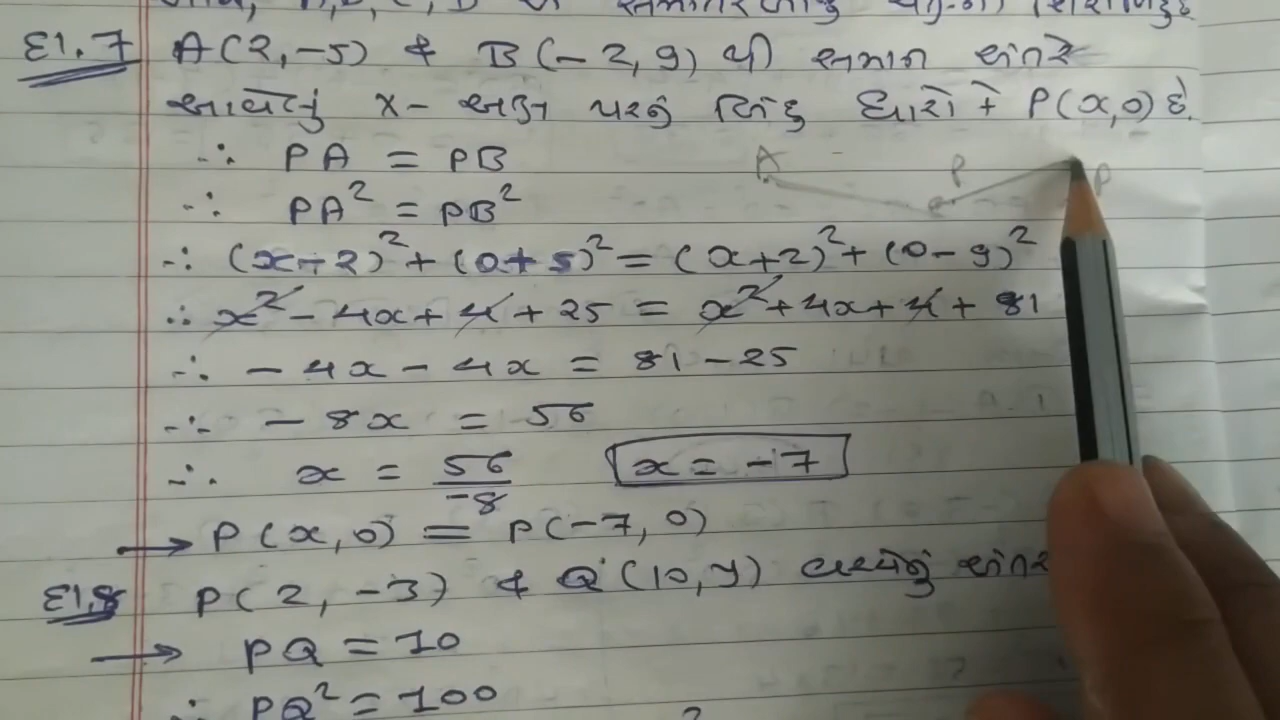 દા.7 A(2,-5) & B(-2,9) થી સમાન અંતરે
આવેલું x- અક્ષ પરનું બિંદુ ધારો કે P(x,0) છે.
∴ PA = PB
A P P
∴ PA² = PB²
∴ (x-2)² + (0+5)² = (x+2)² + (0-9)²
∴ x² - 4x + 4 + 25 = x² + 4x + 4 + 81
∴ - 4x - 4x = 81 - 25
∴ - 8x = 56
∴ x = 56/-8 x = -7
→ P(x,0) = P(-7,0)
દા.8 P(2,-3) & Q(10,y) વચ્ચેનું અંતર
→ PQ = 10
∴ PQ² = 100